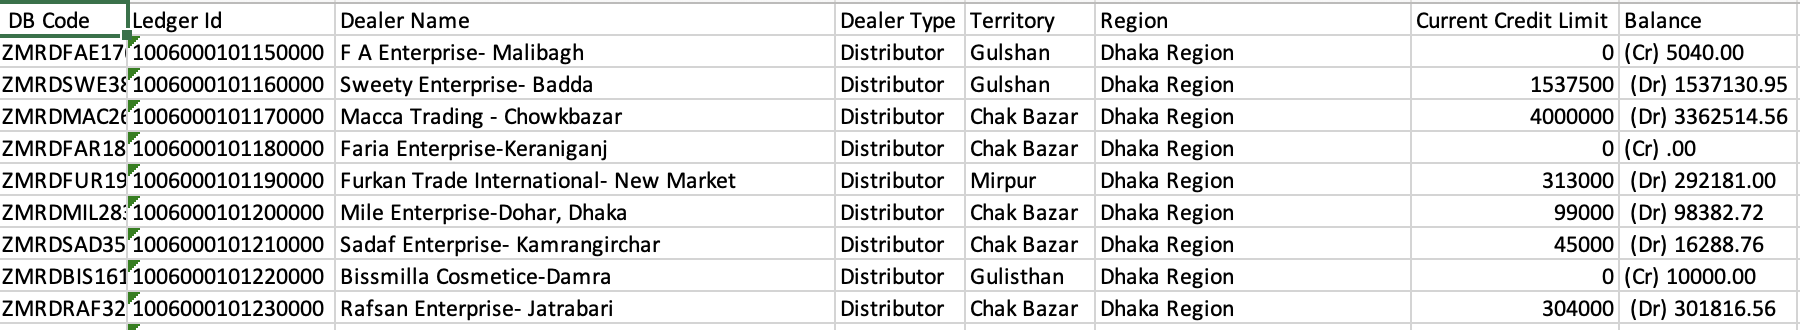 DB Code Ledger Id Dealer Name Dealer Type Territory Region Current Credit Limit Balance
ZMRDFAE17 1006000101150000 F A Enterprise- Malibagh Distributor Gulshan Dhaka Region 0 (Cr) 5040.00
ZMRDSWE38 1006000101160000 Sweety Enterprise- Badda Distributor Gulshan Dhaka Region 1537500 (Dr) 1537130.95
ZMRDMAC26 1006000101170000 Macca Trading - Chowkbazar Distributor Chak Bazar Dhaka Region 4000000 (Dr) 3362514.56
ZMRDFAR18 1006000101180000 Faria Enterprise-Keraniganj Distributor Chak Bazar Dhaka Region 0 (Cr) .00
ZMRDFUR19 1006000101190000 Furkan Trade International- New Market Distributor Mirpur Dhaka Region 313000 (Dr) 292181.00
ZMRDMIL283 1006000101200000 Mile Enterprise-Dohar, Dhaka Distributor Chak Bazar Dhaka Region 99000 (Dr) 98382.72
ZMRDSAD35 1006000101210000 Sadaf Enterprise- Kamrangirchar Distributor Chak Bazar Dhaka Region 45000 (Dr) 16288.76
ZMRDBIS161 1006000101220000 Bissmilla Cosmetice-Damra Distributor Gulisthan Dhaka Region 0 (Cr) 10000.00
ZMRDRAF32 1006000101230000 Rafsan Enterprise- Jatrabari Distributor Chak Bazar Dhaka Region 304000 (Dr) 301816.56